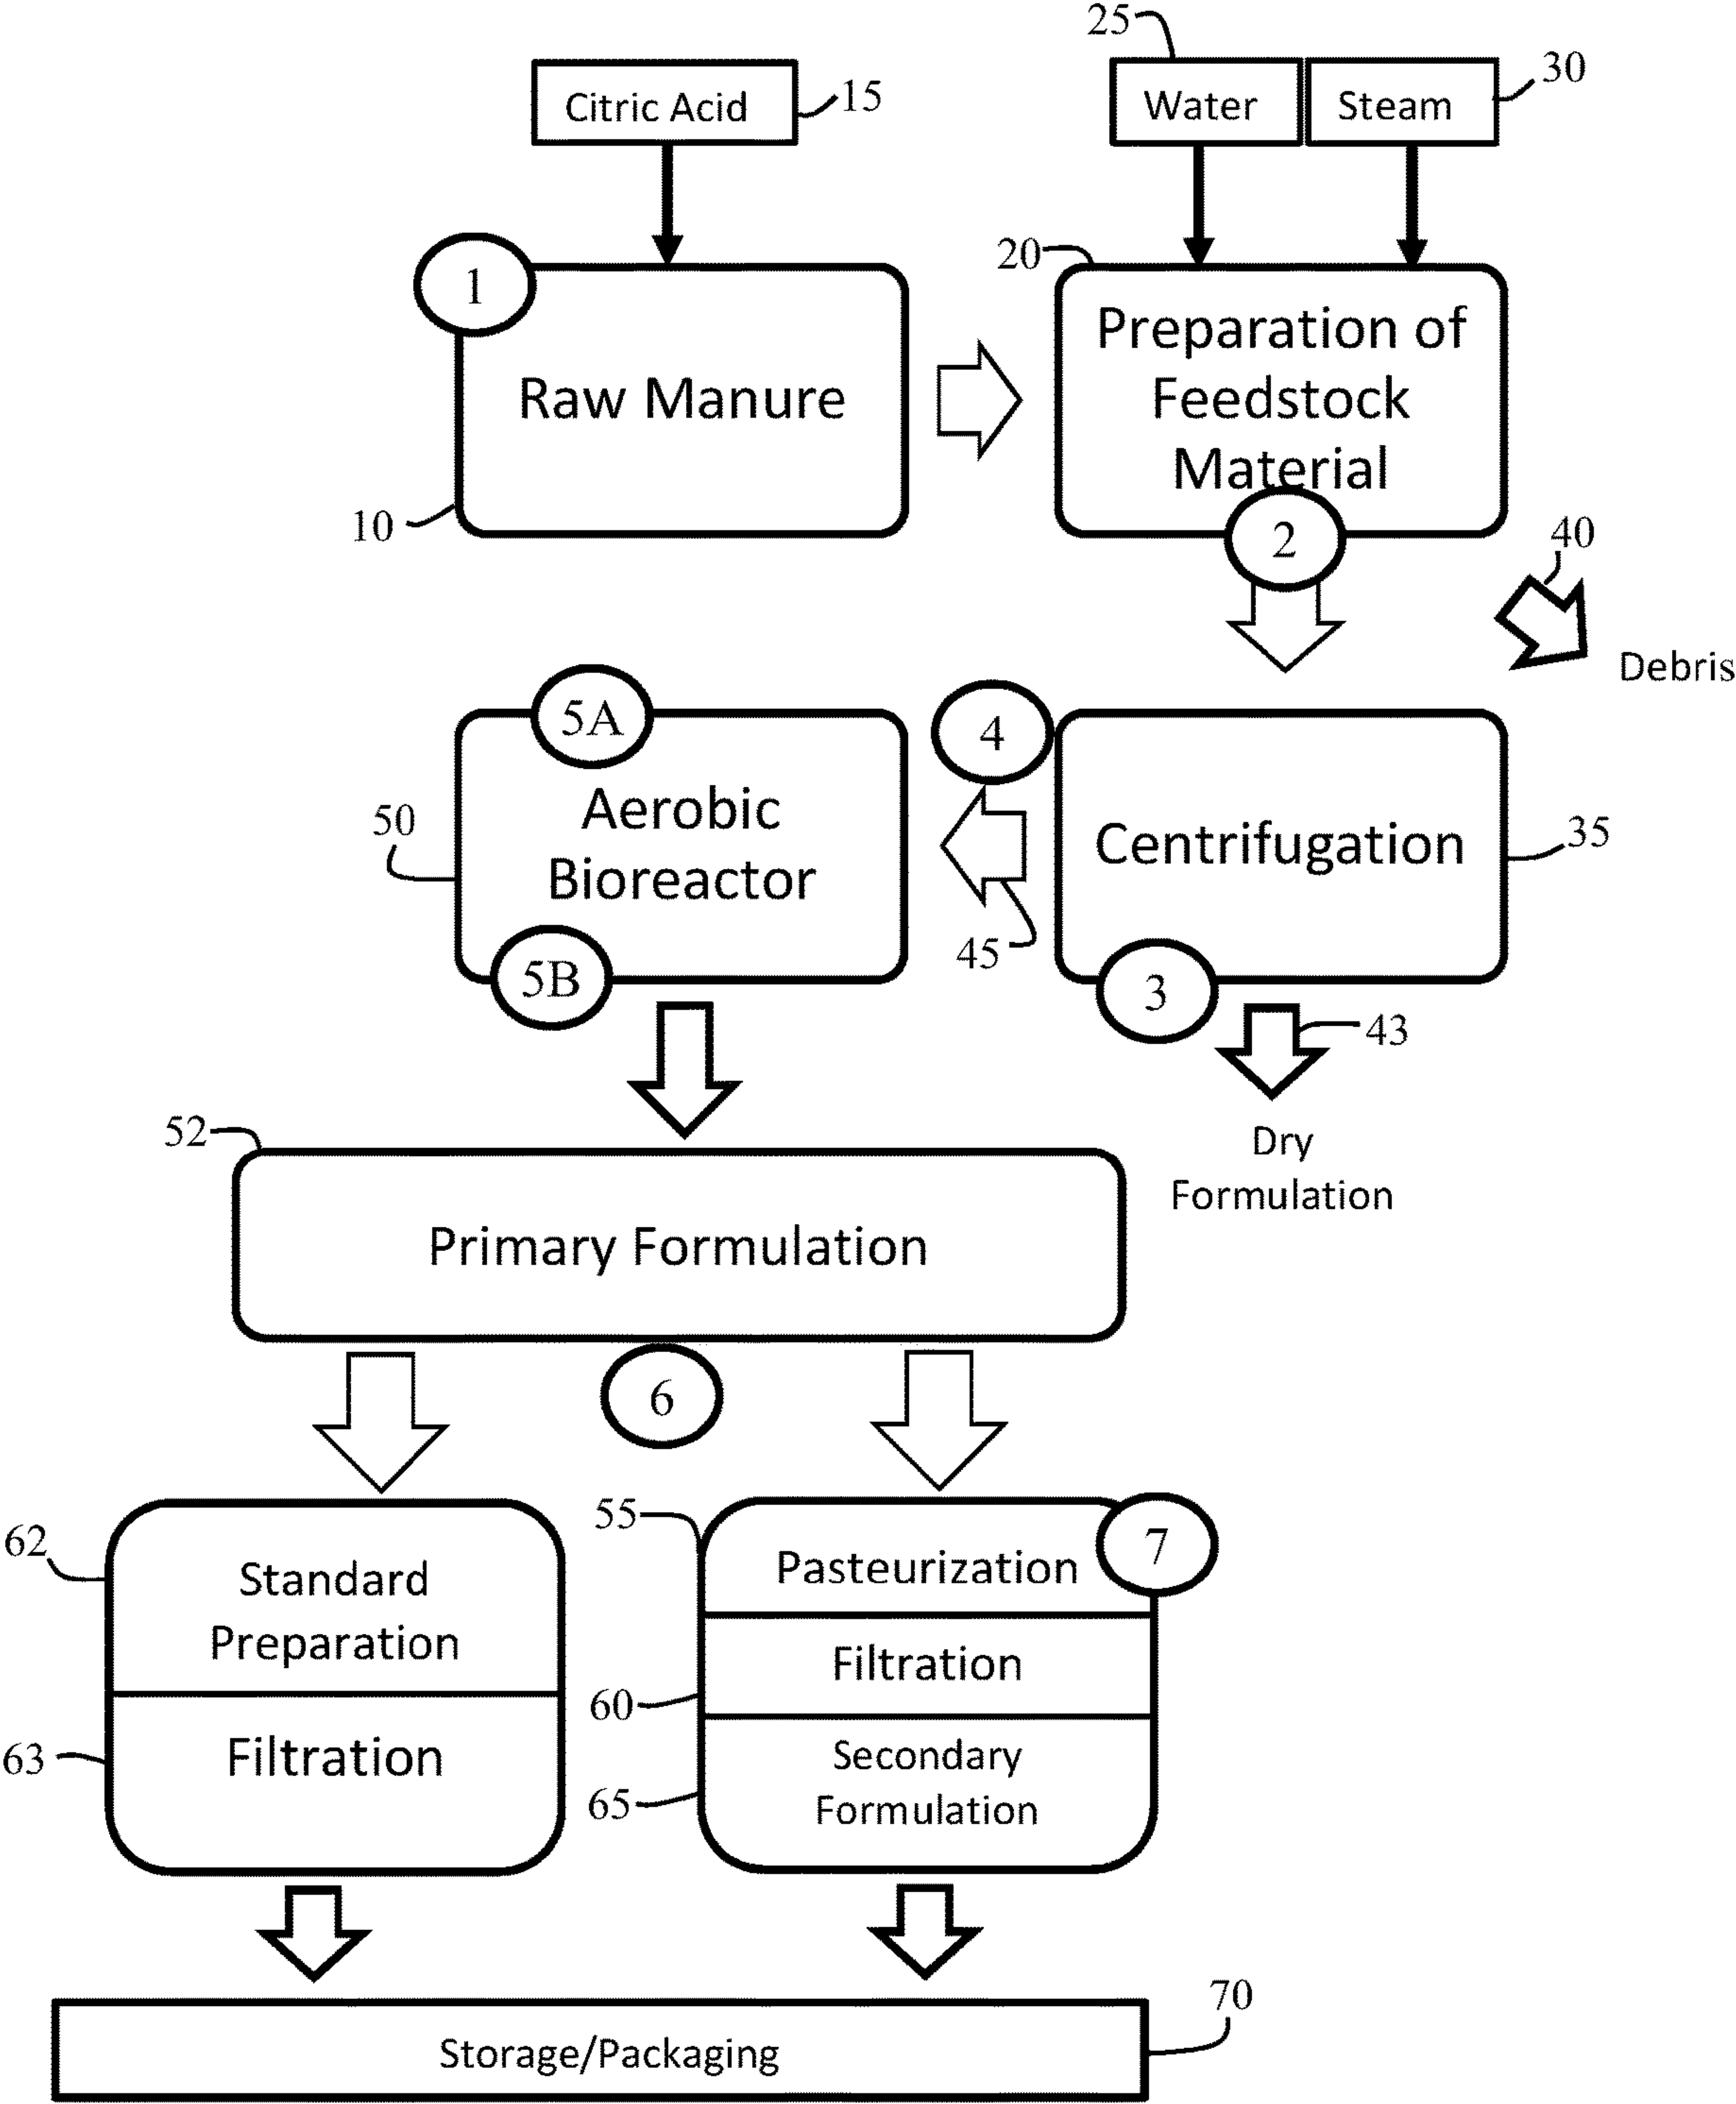 25
Citric Acid
15
Water
Steam
30
1
Raw Manure
10
20
Preparation of
Feedstock
Material
2
40
Debris
5A
Aerobic
Bioreactor
50
5B
4
45
Centrifugation
35
3
43
Dry
Formulation
52
Primary Formulation
6
62
Standard
Preparation
63
Filtration
55
Pasteurization
7
Filtration
60
Secondary
Formulation
65
Storage/Packaging
70